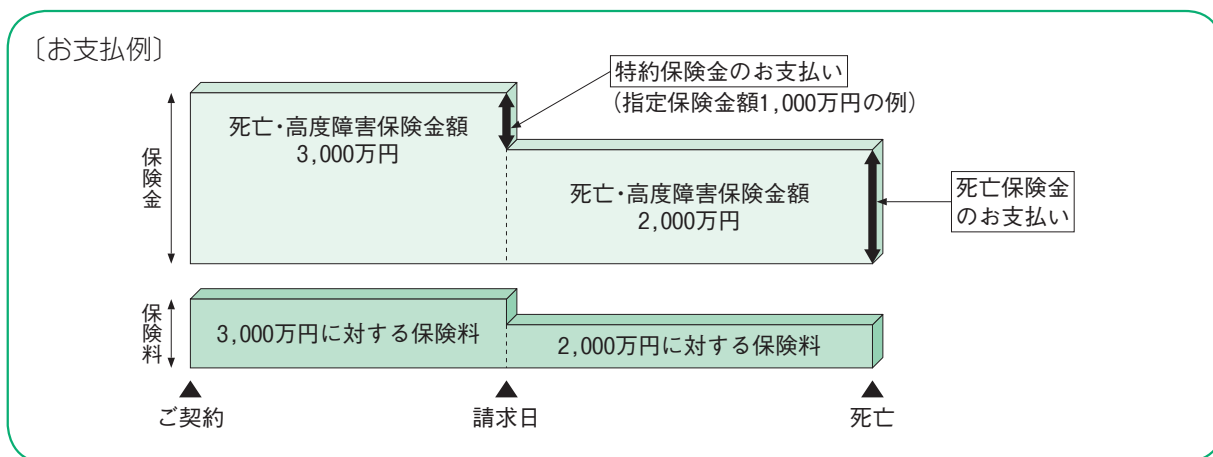 〔お支払例〕
特約保険金のお支払い
（指定保険金額1,000万円の例）
保険金
死亡・高度障害保険金額
3,000万円
死亡・高度障害保険金額
2,000万円
死亡保険金
のお支払い
保険料
3,000万円に対する保険料
2,000万円に対する保険料
ご契約
請求日
死亡